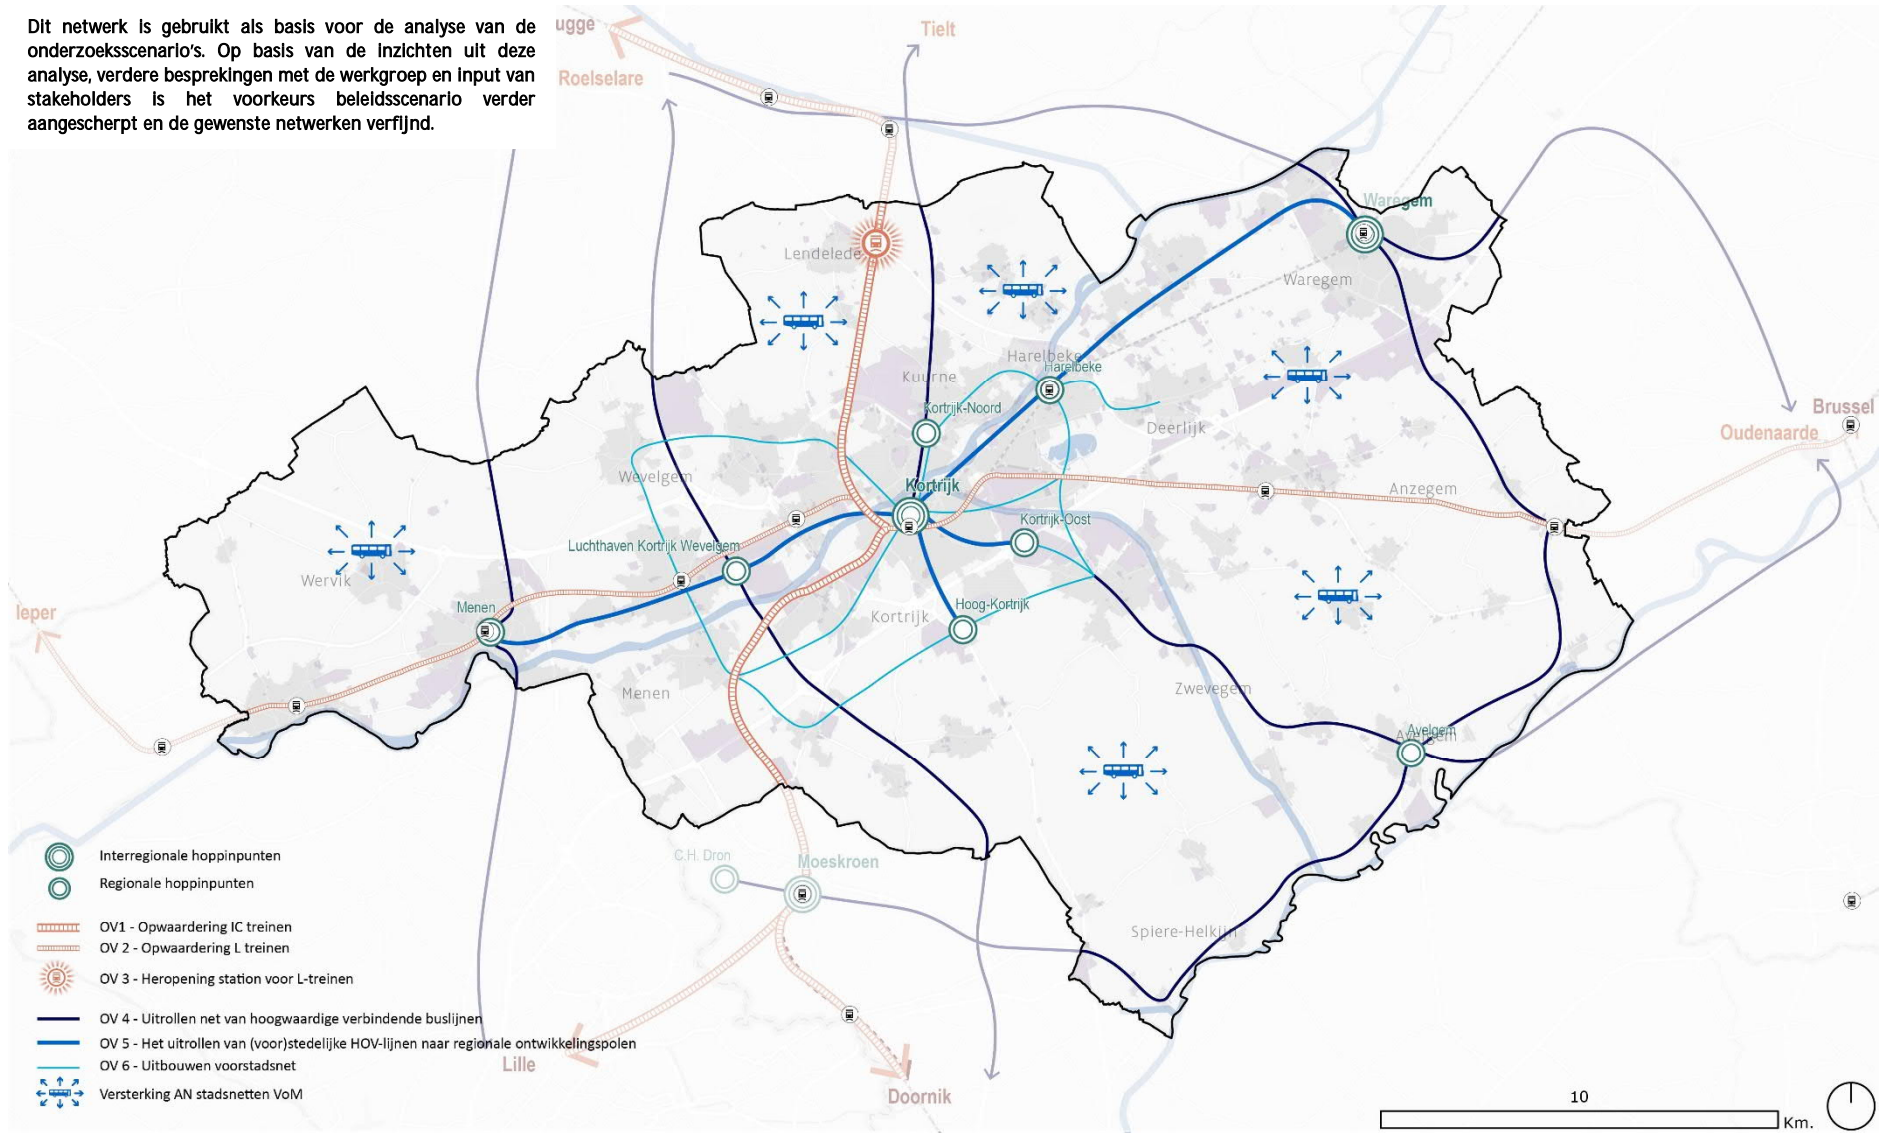 Dit netwerk is gebruikt als basis voor de analyse van de
onderzoeksscenario's. Op basis van de inzichten uit deze
analyse, verdere besprekingen met de werkgroep en input van
stakeholders is het voorkeurs beleidsscenario verder
aangescherpt en de gewenste netwerken verfijnd.
ugge
Tielt
Roelselare
Waregem
Lendelede
Waregem
Harelbeke
Harelbeke
Kuurne
Kortrijk-Noord
Brussel
Oudenaarde
Deerlijk
Wevelgem
Kortrijk
Anzegem
Kortrijk-Oost
Luchthaven Kortrijk Wevelgem
Wervik
Ieper
Menen
Hoog-Kortrijk
Kortrijk
Menen
Zwevegem
Avelgem
Avelgem
C.H. Dron
Moeskroen
Spiere-Helkijn
Lille
Doornik
Interregionale hoppinpunten
Regionale hoppinpunten
OV1 - Opwaardering IC treinen
OV 2 - Opwaardering L treinen
OV 3 - Heropening station voor L-treinen
OV 4 - Uitrollen net van hoogwaardige verbindende buslijnen
OV 5 - Het uitrollen van (voor)stedelijke HOV-lijnen naar regionale ontwikkelingspolen
OV 6 - Uitbouwen voorstadsnet
Versterking AN stadsnetten VoM
10
Km.